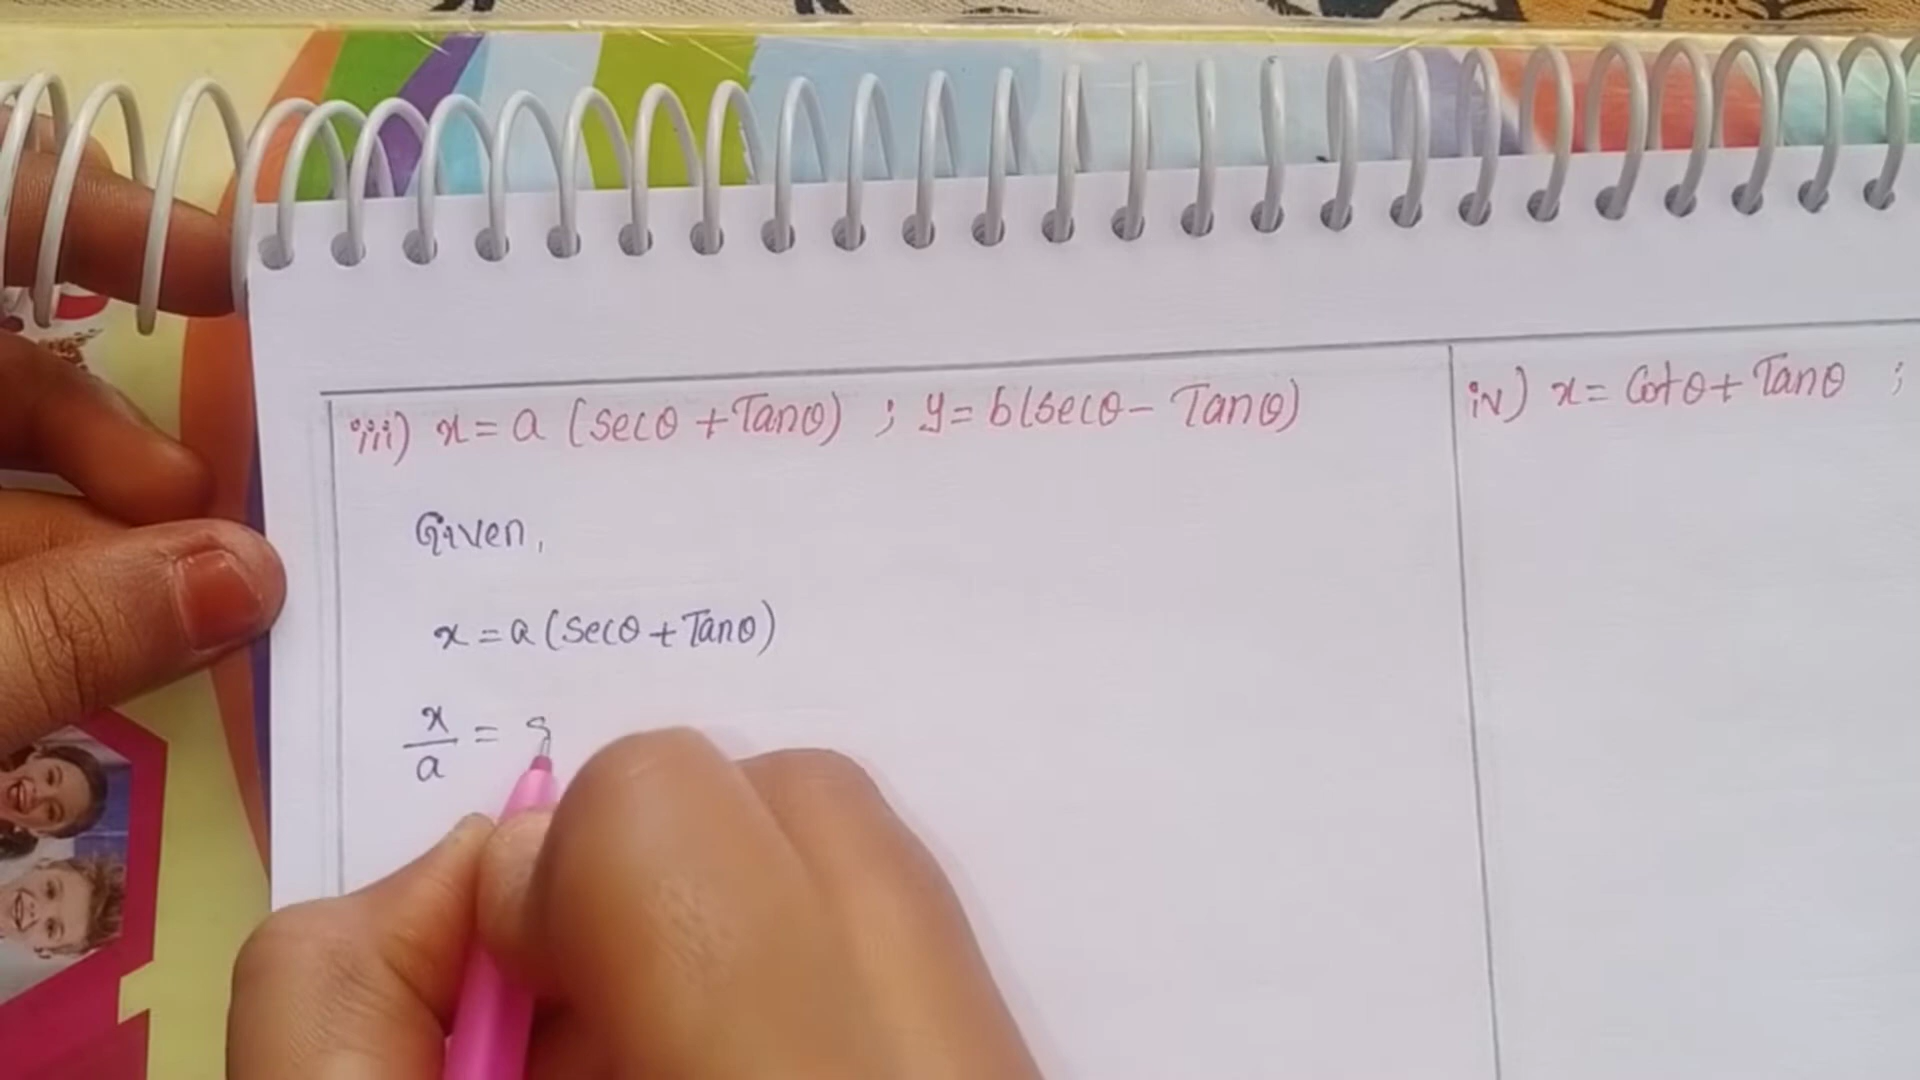 iii) x = a (secθ + Tanθ) ; y = b(secθ - Tanθ)
iv) x = Cotθ + Tanθ ;
Given,
x = a (secθ + Tanθ)
x/a = s